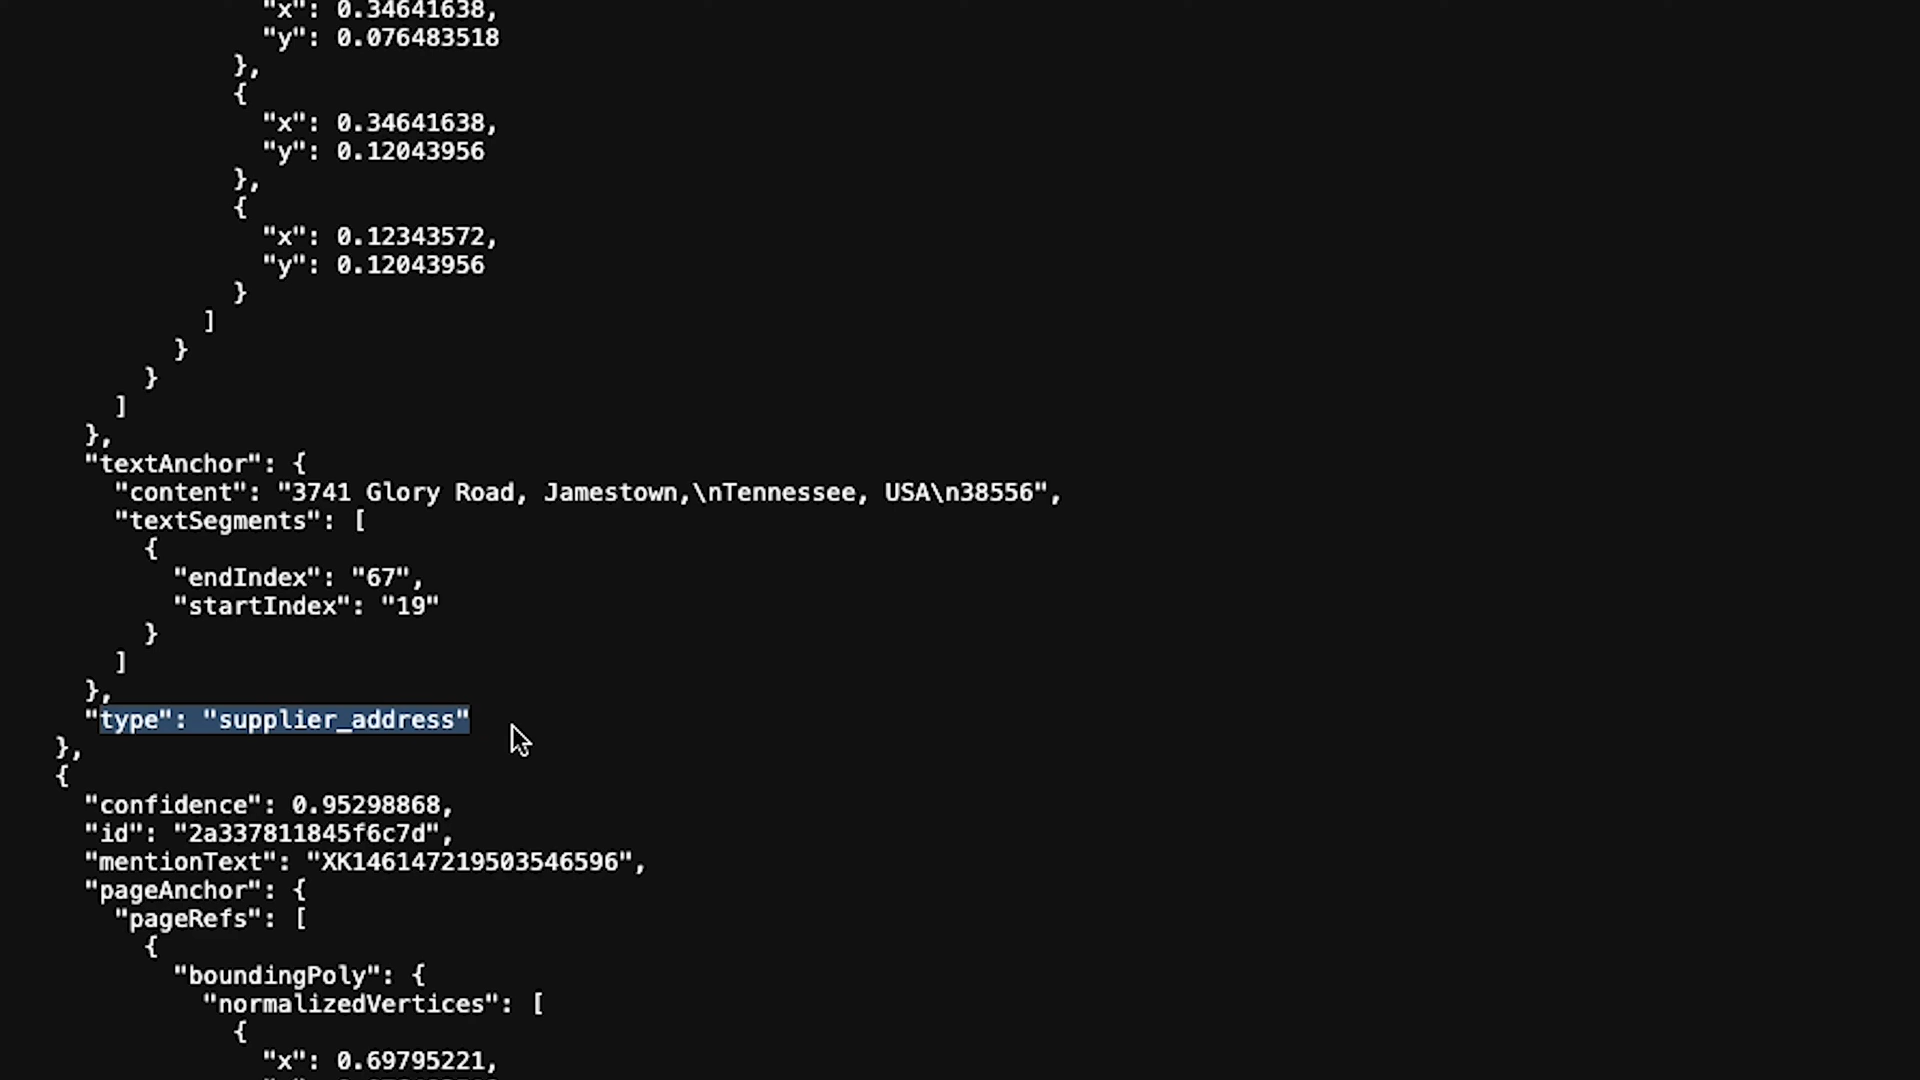 "x": 0.34641638,
"y": 0.076483518
},
{
"x": 0.34641638,
"y": 0.12043956
},
{
"x": 0.12343572,
"y": 0.12043956
}
]
}
}
]
},
"textAnchor": {
"content": "3741 Glory Road, Jamestown,\nTennessee, USA\n38556",
"textSegments": [
{
"endIndex": "67",
"startIndex": "19"
}
]
},
"type": "supplier_address"
},
{
"confidence": 0.95298868,
"id": "2a337811845f6c7d",
"mentionText": "XK146147219503546596",
"pageAnchor": {
"pageRefs": [
{
"boundingPoly": {
"normalizedVertices": [
{
"x": 0.69795221,